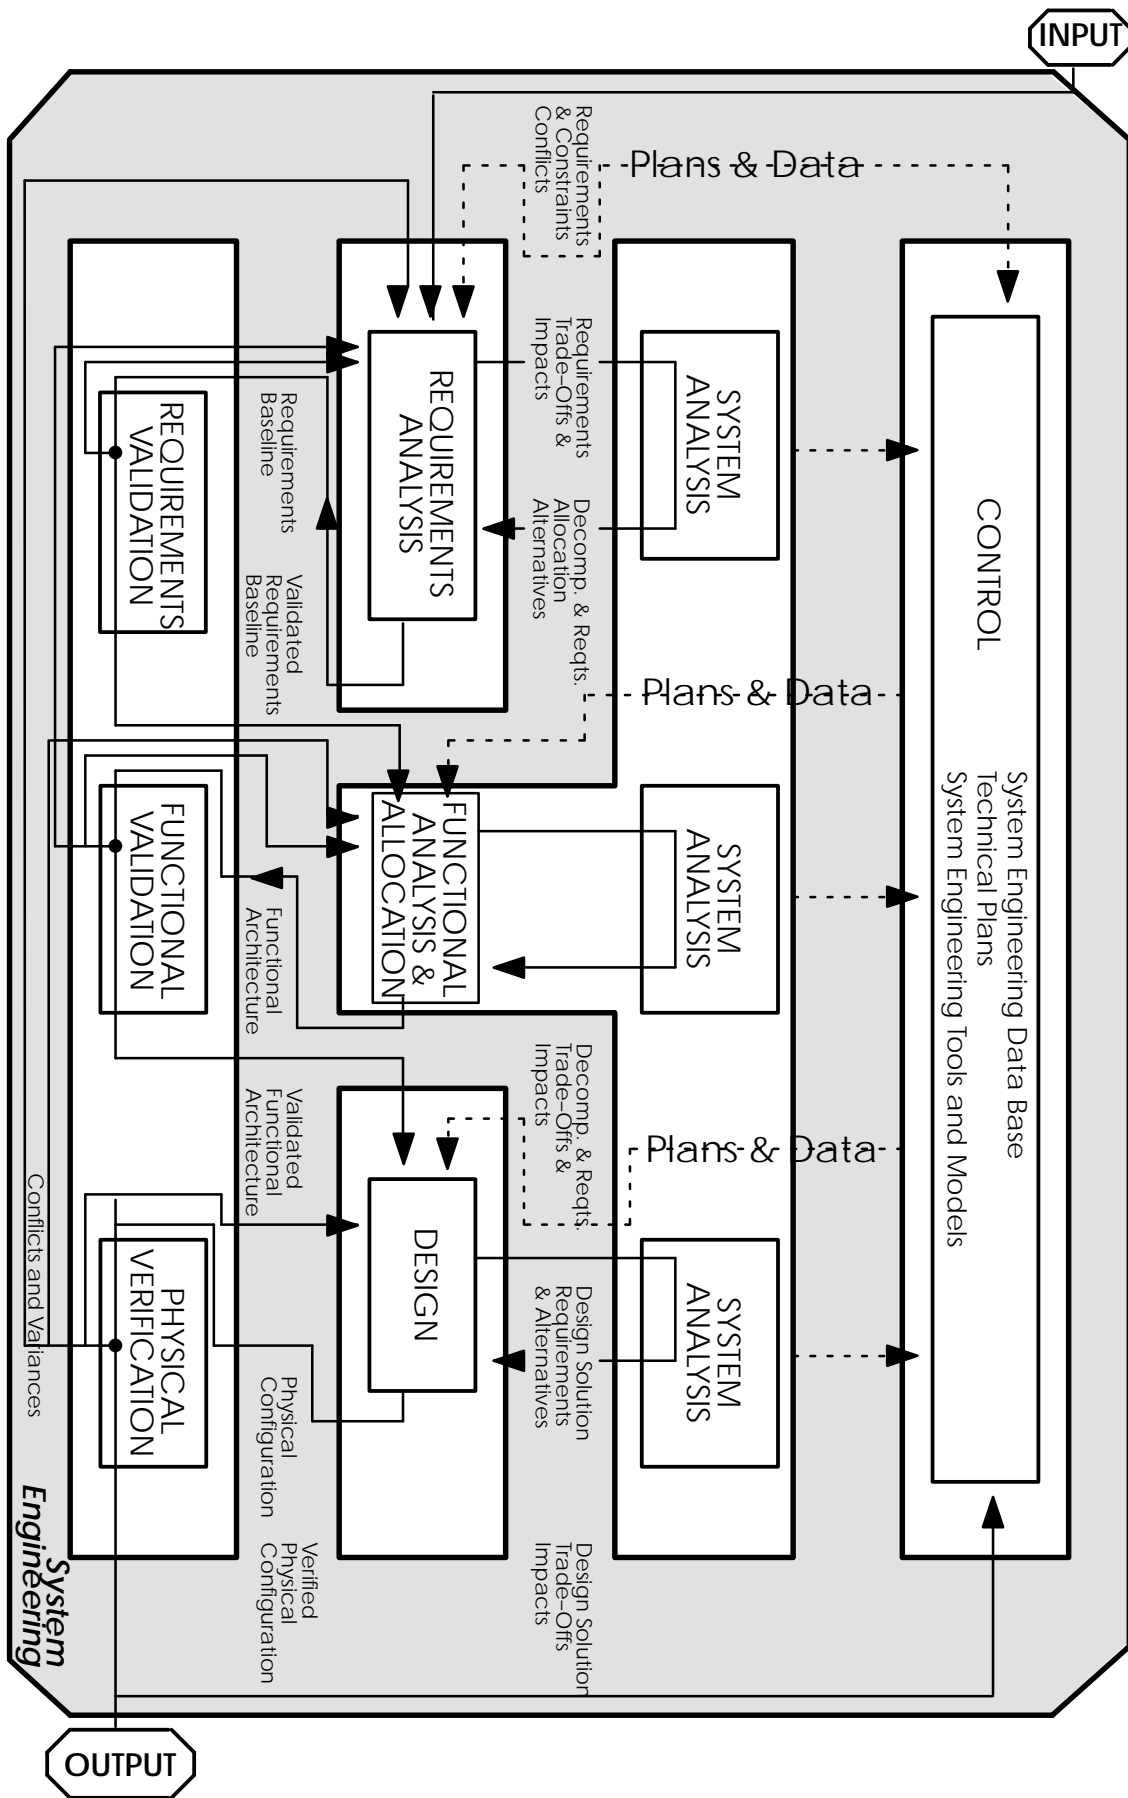 INPUT
Plans & Data
Requirements
& Constraints
Conflicts
CONTROL
System Engineering Data Base
Technical Plans
System Engineering Tools and Models
SYSTEM
ANALYSIS
Requirements
Trade–Offs &
Impacts
Decomp. & Reqts.
Allocation
Alternatives
REQUIREMENTS
ANALYSIS
Requirements
Baseline
Validated
Requirements
Baseline
REQUIREMENTS
VALIDATION
Plans & Data
SYSTEM
ANALYSIS
FUNCTIONAL
ANALYSIS &
ALLOCATION
Functional
Architecture
FUNCTIONAL
VALIDATION
Decomp. & Reqts.
Trade–Offs &
Impacts
Validated
Functional
Architecture
Plans & Data
SYSTEM
ANALYSIS
Design Solution
Requirements
& Alternatives
DESIGN
Physical
Configuration
PHYSICAL
VERIFICATION
Conflicts and Variances
Design Solution
Trade–Offs
Impacts
Verified
Physical
Configuration
System
Engineering
OUTPUT